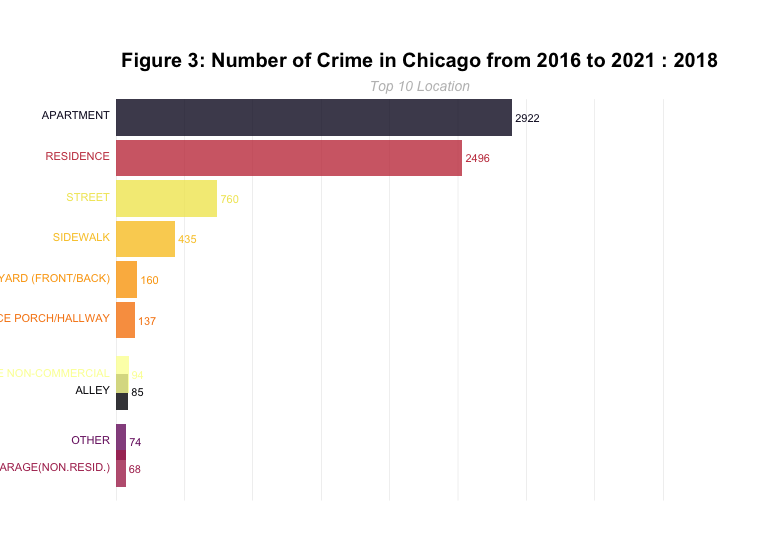 Figure 3: Number of Crime in Chicago from 2016 to 2021 : 2018
Top 10 Location
APARTMENT 2922
RESIDENCE 2496
STREET 760
SIDEWALK 435
YARD (FRONT/BACK) 160
CE PORCH/HALLWAY 137
E NON-COMMERCIAL
ALLEY 85
OTHER 74
ARAGE(NON.RESID.) 68